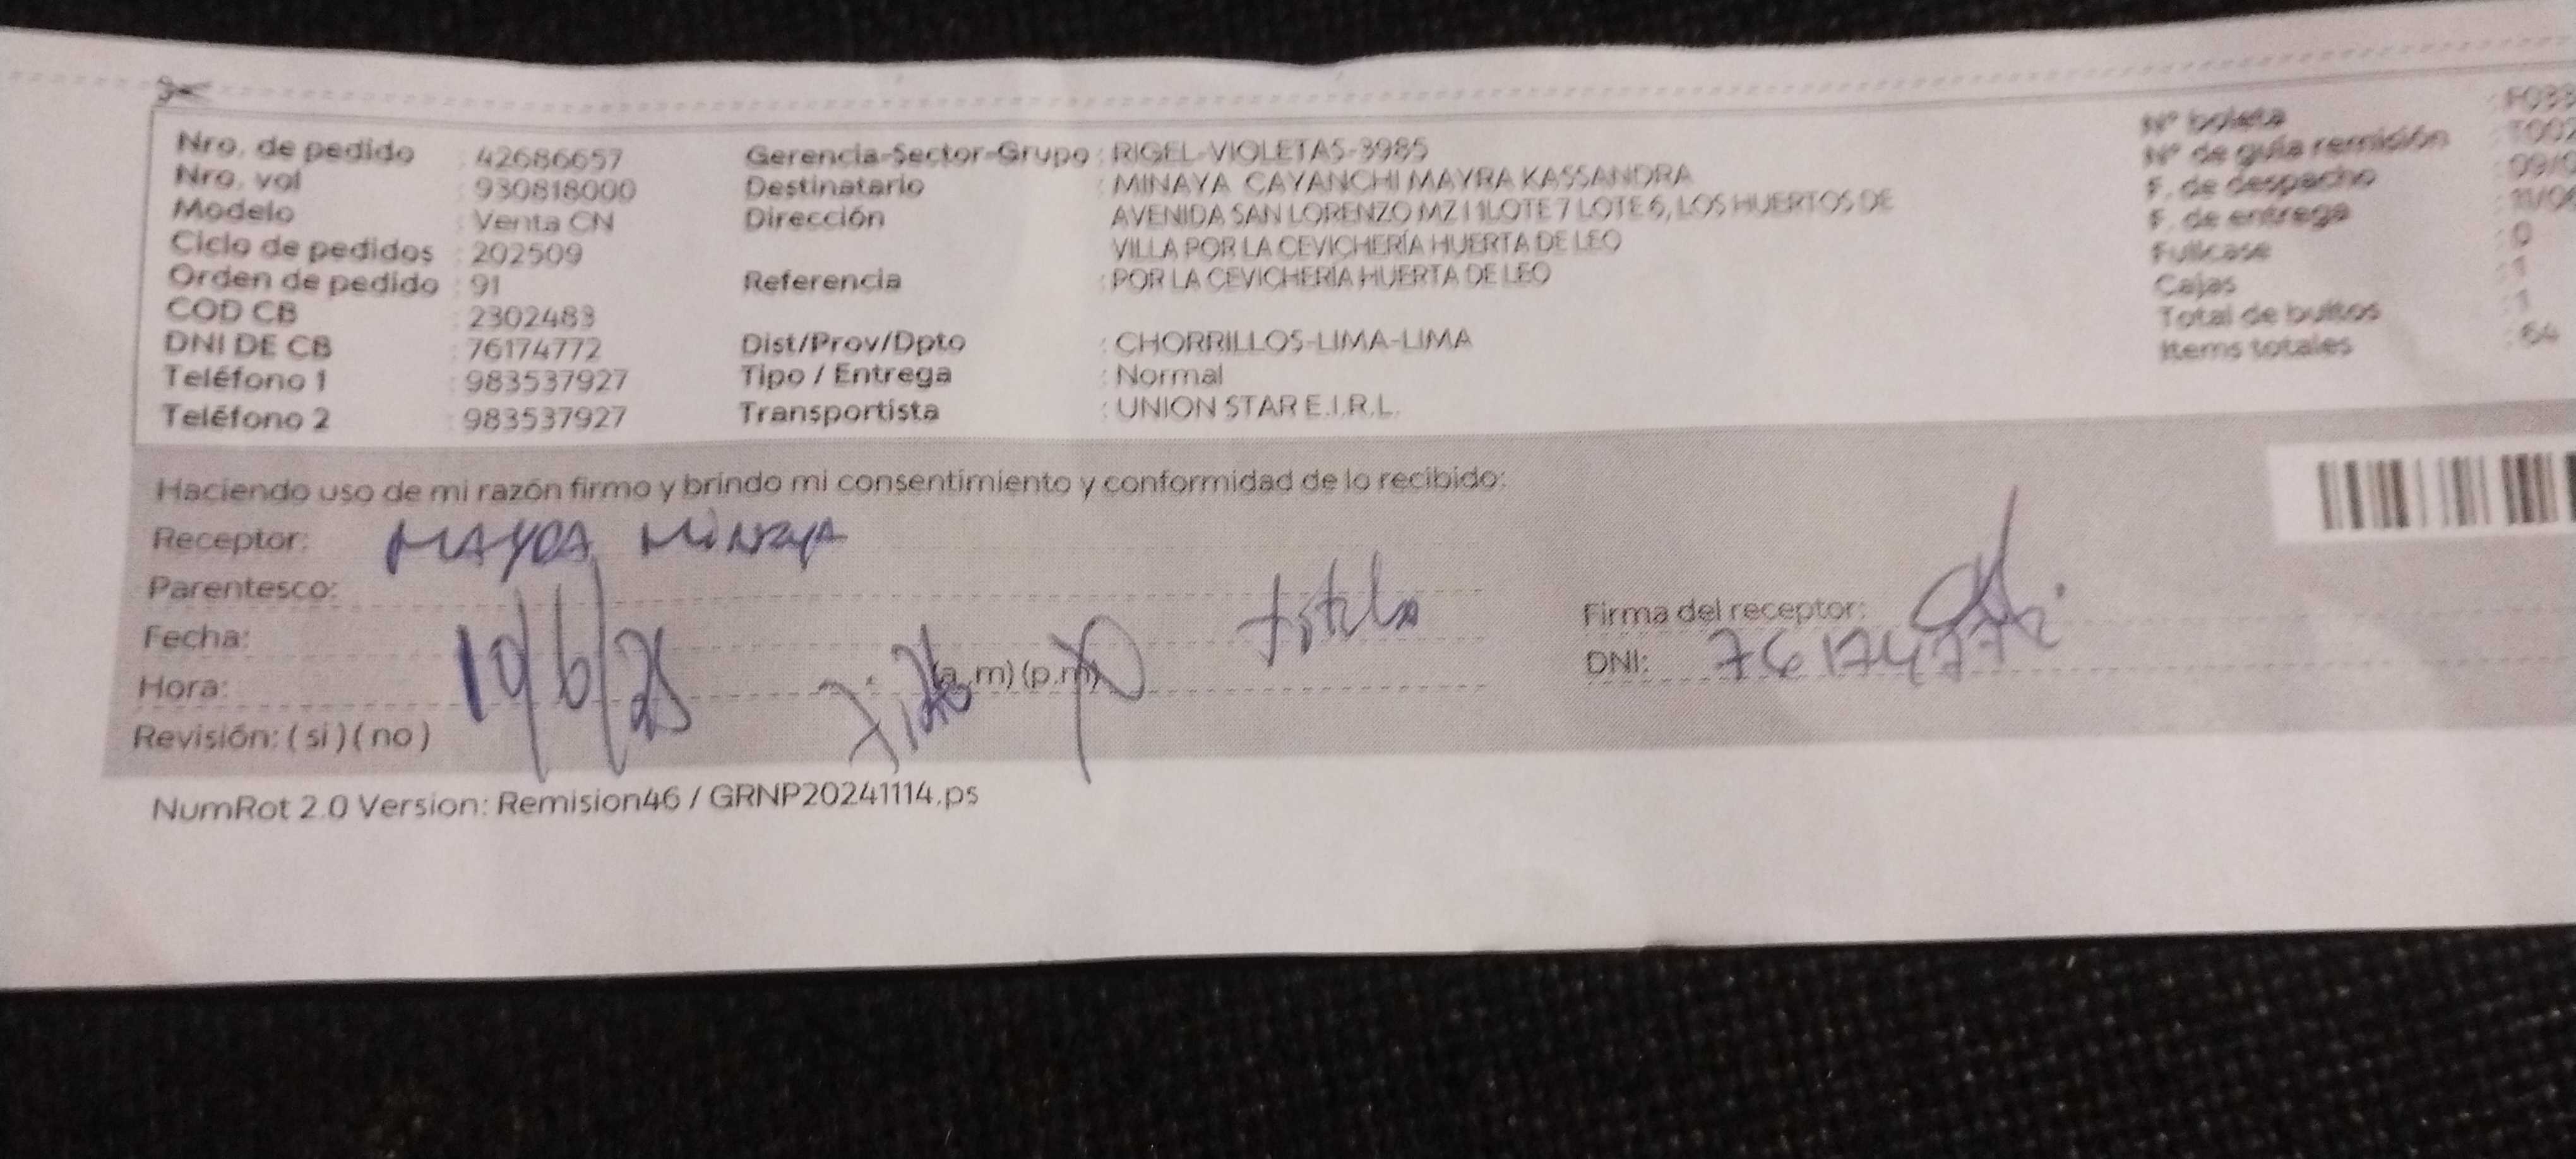 Nro. de pedido : 42686657
Nro. vol : 930818000
Modelo : Venta CN
Ciclo de pedidos : 202509
Orden de pedido : 91
COD CB : 2302483
DNI DE CB : 76174772
Teléfono 1 : 983537927
Teléfono 2 : 983537927
Gerencia-Sector-Grupo : RIGEL-VIOLETAS-3985
Destinatario : MINAYA CAYANCHI MAYRA KASSANDRA
Dirección AVENIDA SAN LORENZO MZ I 1LOTE 7 LOTE 6, LOS HUERTOS DE
VILLA POR LA CEVICHERÍA HUERTA DE LEO
Referencia : POR LA CEVICHERÍA HUERTA DE LEO
Dist/Prov/Dpto : CHORRILLOS-LIMA-LIMA
Tipo / Entrega : Normal
Transportista : UNION STAR E.I.R.L.
Nº boleta
Nº de guía remisión
F. de despacho
F. de entrega
Fullcase : 0
Cajas : 1
Total de bultos : 1
Items totales : 64
Haciendo uso de mi razón firmo y brindo mi consentimiento y conformidad de lo recibido:
Receptor: MAYRA MINAYA
Parentesco:
Fecha: 10/6/25
Hora: (a.m) (p.m)
Revisión: ( si ) ( no )
Firma del receptor:
DNI: 76174772
NumRot 2.0 Version: Remision46 / GRNP20241114.ps